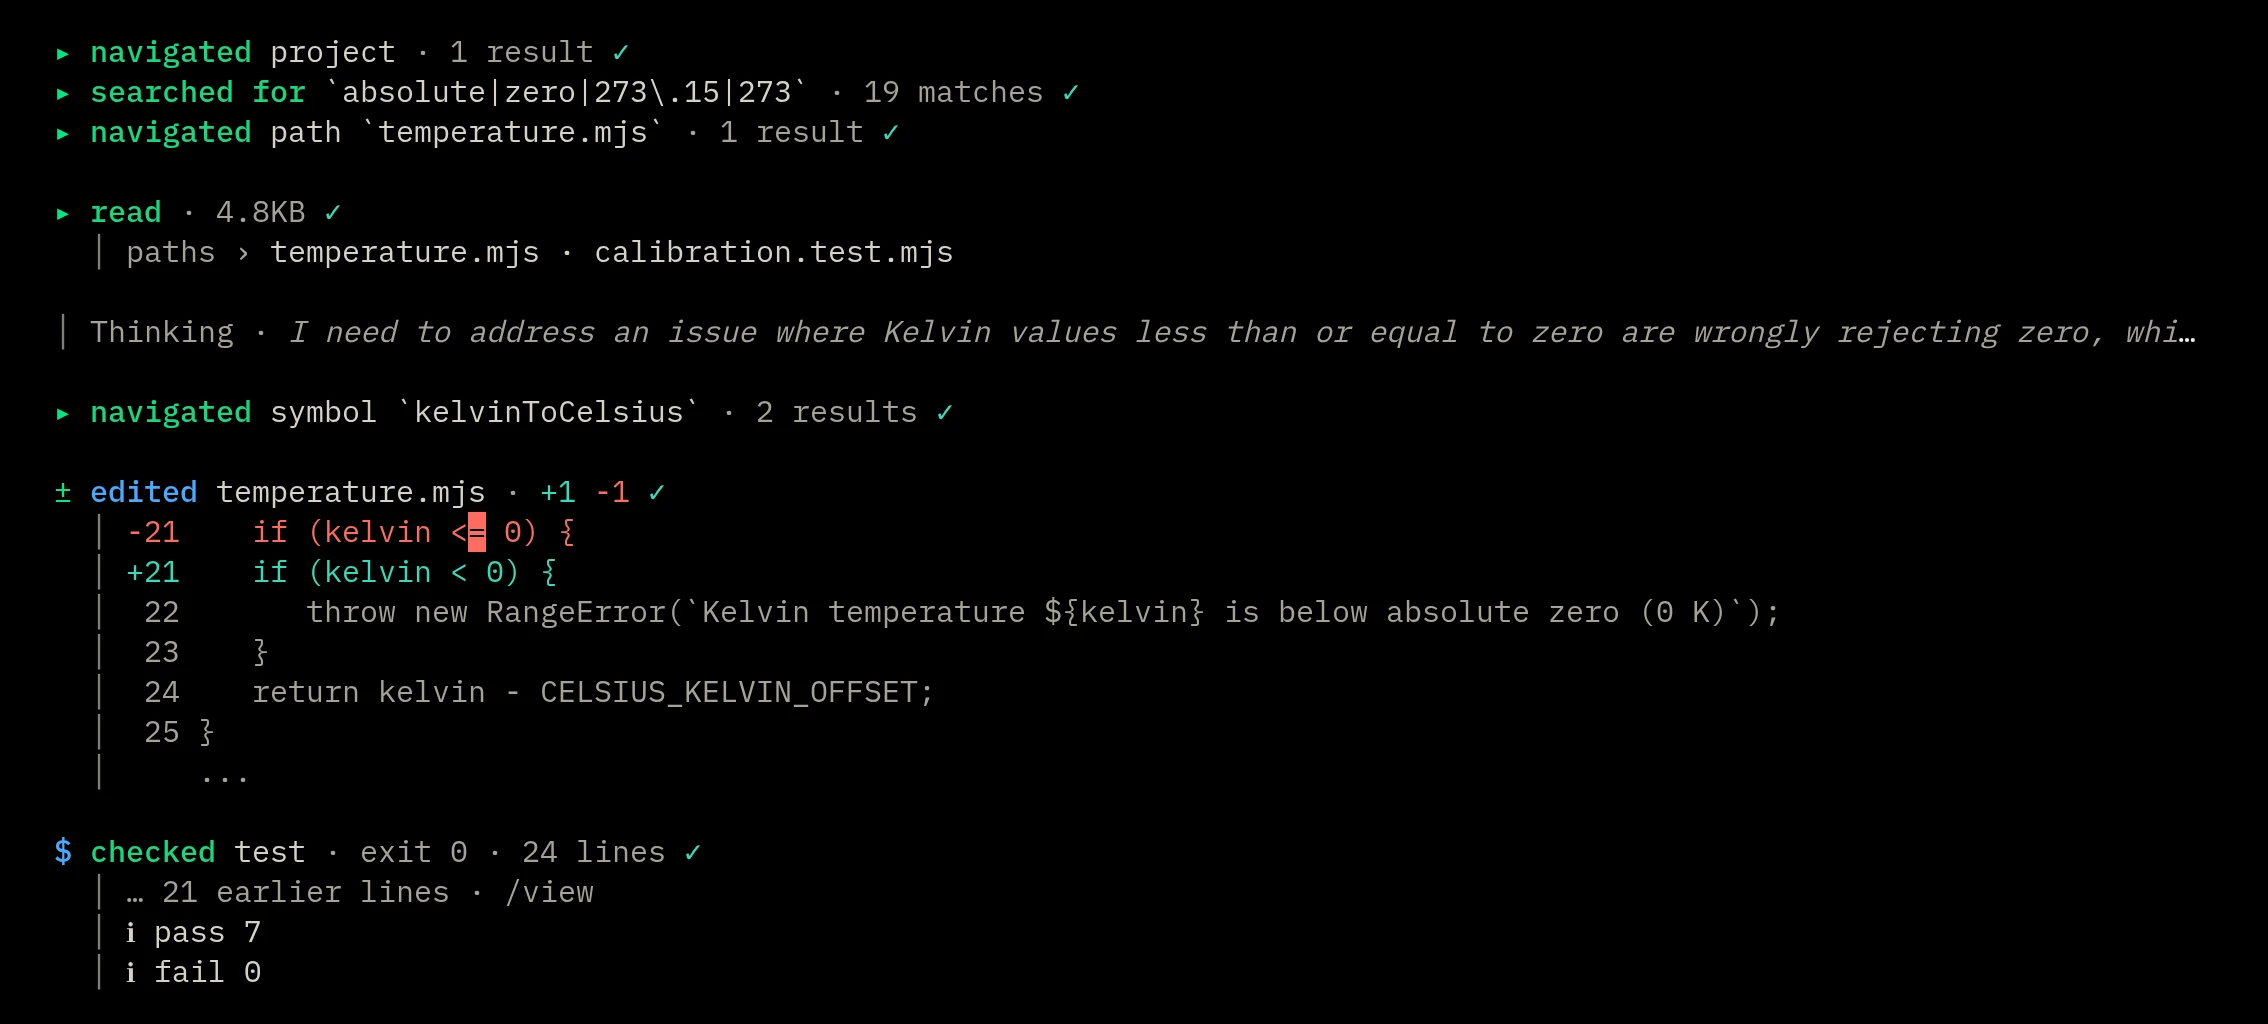 ▸ navigated project · 1 result ✓
▸ searched for `absolute|zero|273\.15|273` · 19 matches ✓
▸ navigated path `temperature.mjs` · 1 result ✓
▸ read · 4.8KB ✓
│ paths › temperature.mjs · calibration.test.mjs
│ Thinking · I need to address an issue where Kelvin values less than or equal to zero are wrongly rejecting zero, whi…
▸ navigated symbol `kelvinToCelsius` · 2 results ✓
± edited temperature.mjs · +1 -1 ✓
│ -21    if (kelvin <= 0) {
│ +21    if (kelvin < 0) {
│  22       throw new RangeError(`Kelvin temperature ${kelvin} is below absolute zero (0 K)`);
│  23    }
│  24    return kelvin - CELSIUS_KELVIN_OFFSET;
│  25 }
│     ...
$ checked test · exit 0 · 24 lines ✓
│ … 21 earlier lines · /view
│ ℹ pass 7
│ ℹ fail 0